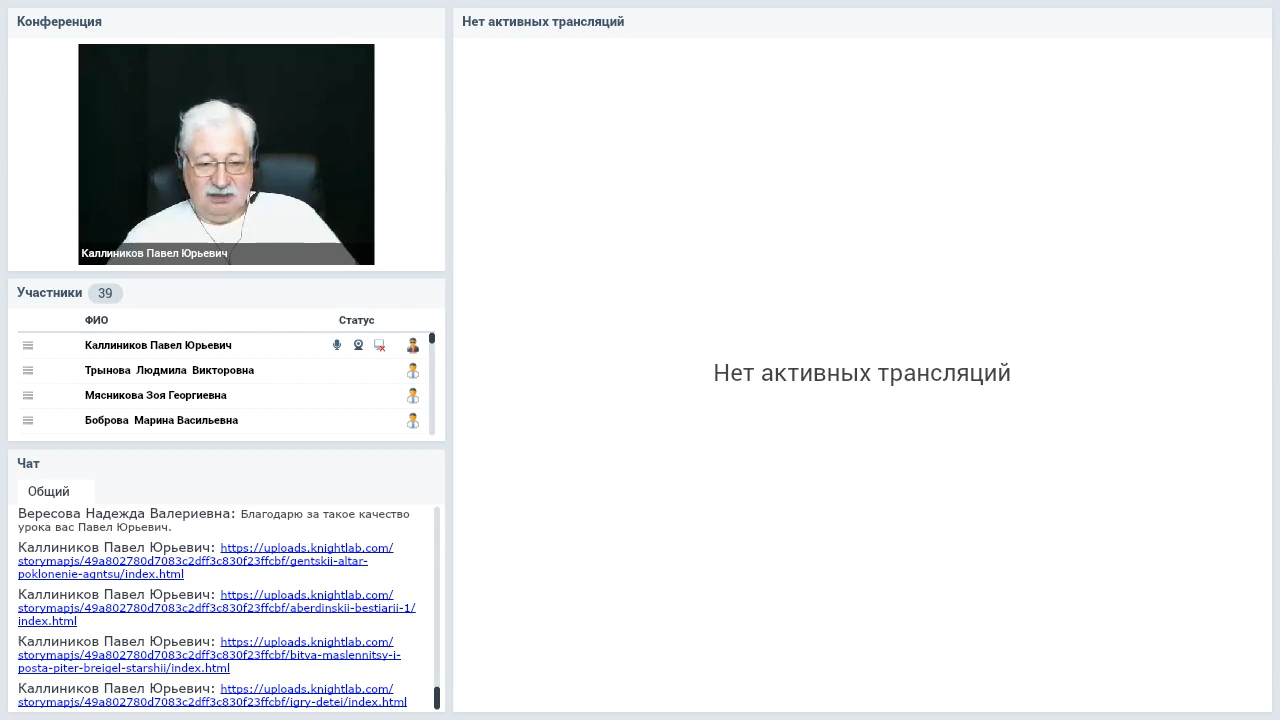 Конференция
Каллиников Павел Юрьевич
Участники 39
ФИО Статус
Каллиников Павел Юрьевич
Трынова Людмила Викторовна
Мясникова Зоя Георгиевна
Боброва Марина Васильевна
Чат
Общий
Вересова Надежда Валериевна: Благодарю за такое качество
урока вас Павел Юрьевич.
Каллиников Павел Юрьевич: https://uploads.knightlab.com/
storymapjs/49a802780d7083c2dff3c830f23ffcbf/gentskii-altar-
poklonenie-agntsu/index.html
Каллиников Павел Юрьевич: https://uploads.knightlab.com/
storymapjs/49a802780d7083c2dff3c830f23ffcbf/aberdinskii-bestiarii-1/
index.html
Каллиников Павел Юрьевич: https://uploads.knightlab.com/
storymapjs/49a802780d7083c2dff3c830f23ffcbf/bitva-maslennitsy-i-
posta-piter-breigel-starshii/index.html
Каллиников Павел Юрьевич: https://uploads.knightlab.com/
storymapjs/49a802780d7083c2dff3c830f23ffcbf/igry-detei/index.html
Нет активных трансляций
Нет активных трансляций